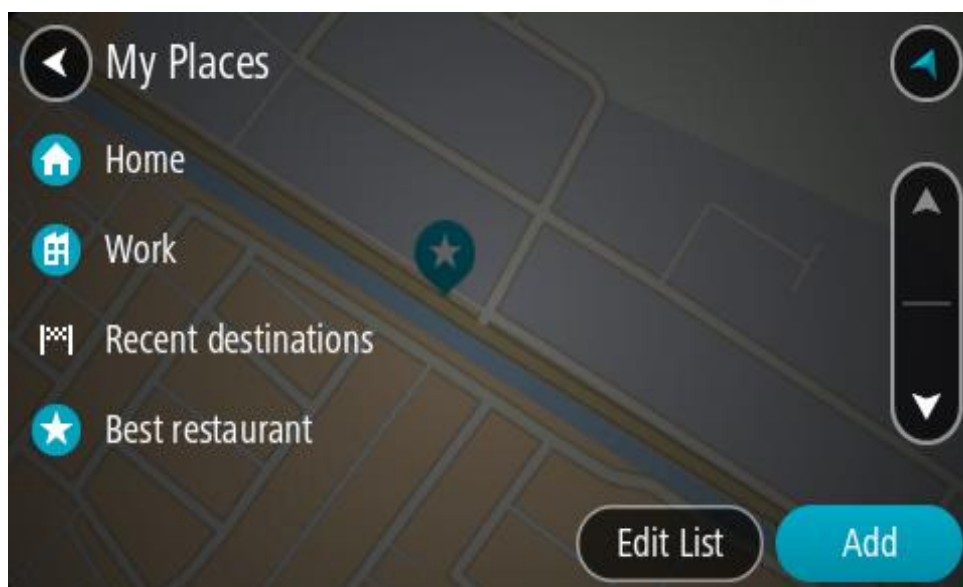 My Places
Home
Work
Recent destinations
Best restaurant
Edit List
Add